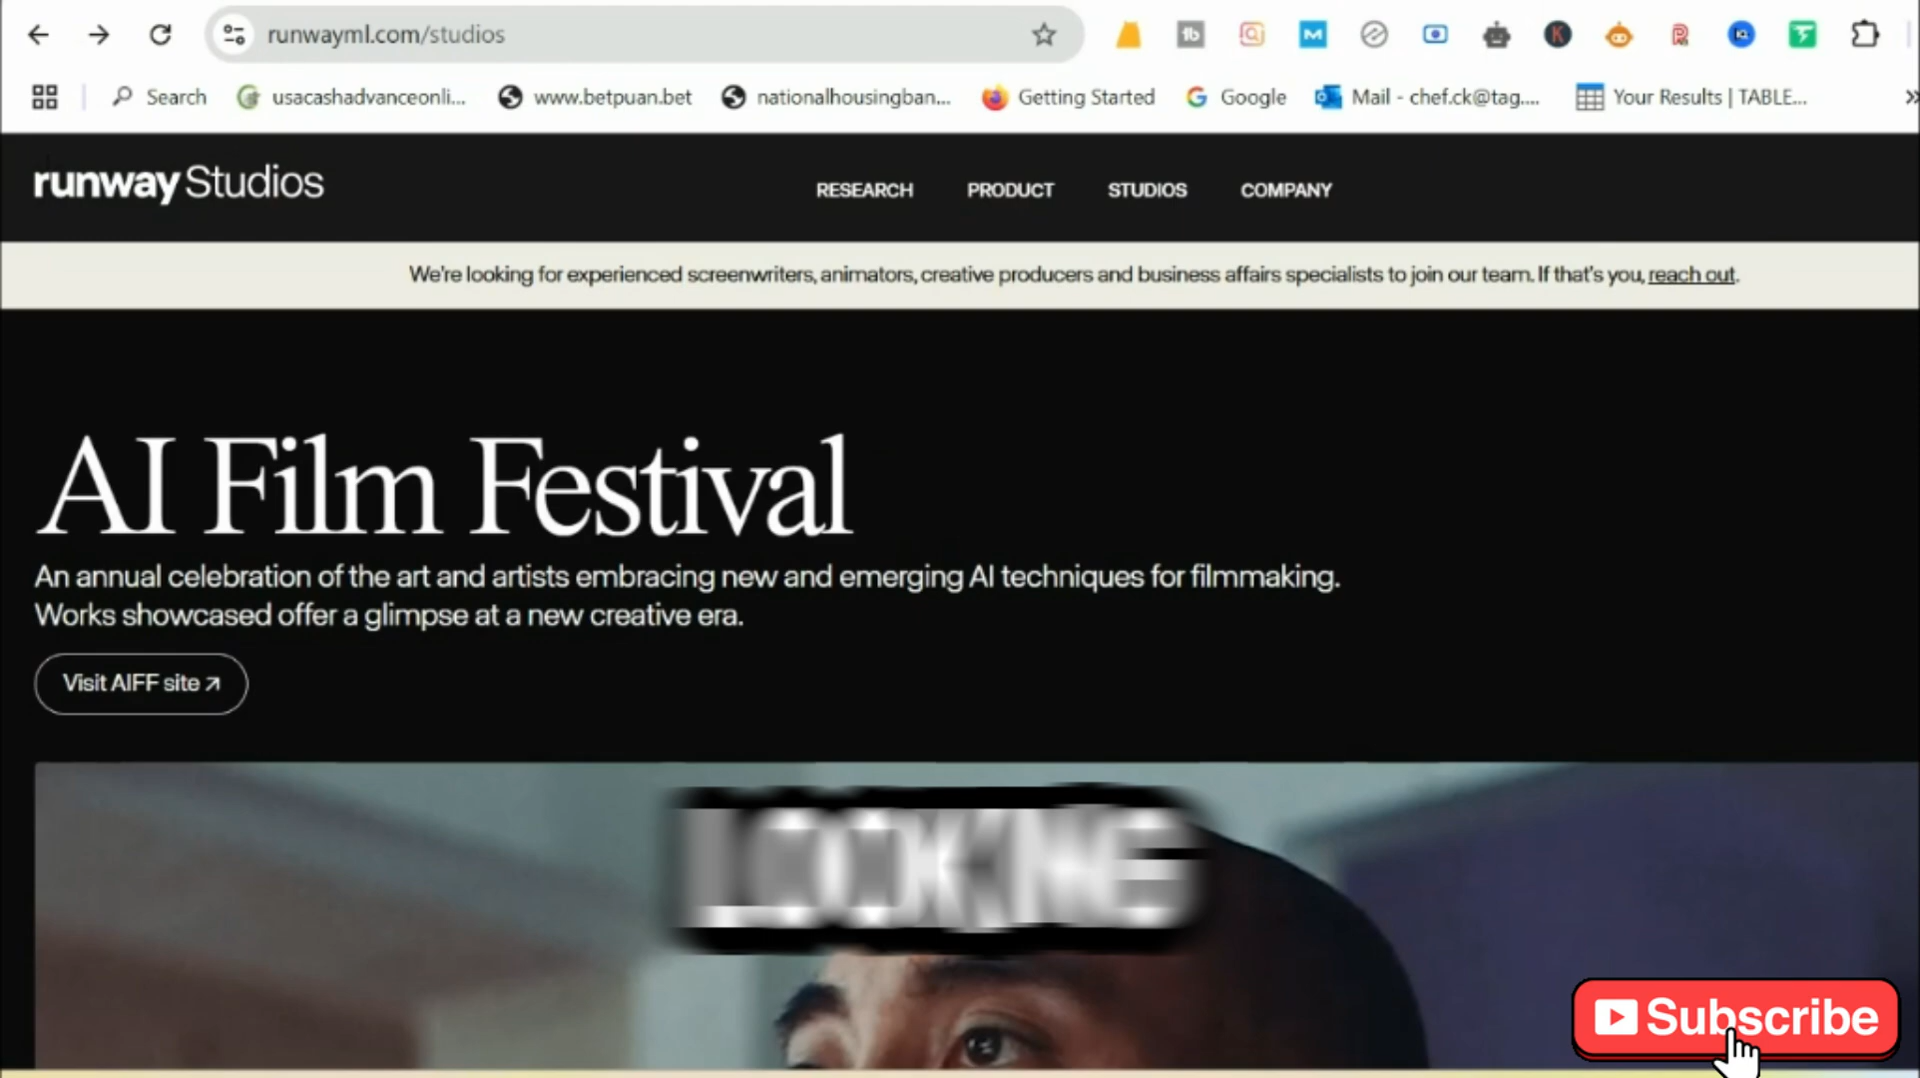 runwayml.com/studios
Search usacashadvanceonli... www.betpuan.bet nationalhousingban... Getting Started Google Mail - chef.ck@tag.... Your Results | TABLE...
runway Studios
RESEARCH PRODUCT STUDIOS COMPANY
We're looking for experienced screenwriters, animators, creative producers and business affairs specialists to join our team. If that's you, reach out.
AI Film Festival
An annual celebration of the art and artists embracing new and emerging AI techniques for filmmaking.
Works showcased offer a glimpse at a new creative era.
Visit AIFF site ↗
LOOKING
Subscribe